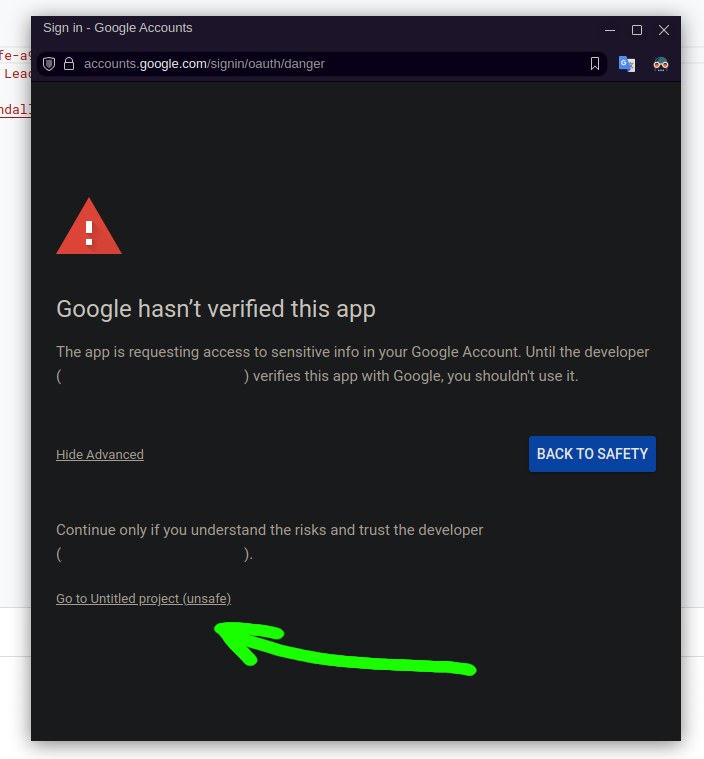 Sign in - Google Accounts
fe-a9
accounts.google.com/signin/oauth/danger
Lead
ndall
Google hasn’t verified this app
The app is requesting access to sensitive info in your Google Account. Until the developer
( ) verifies this app with Google, you shouldn't use it.
Hide Advanced
BACK TO SAFETY
Continue only if you understand the risks and trust the developer
( ).
Go to Untitled project (unsafe)